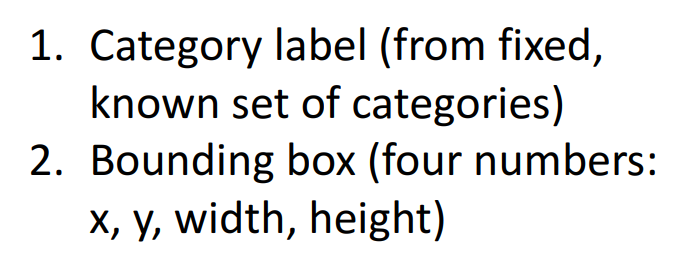 1. Category label (from fixed,
known set of categories)
2. Bounding box (four numbers:
x, y, width, height)